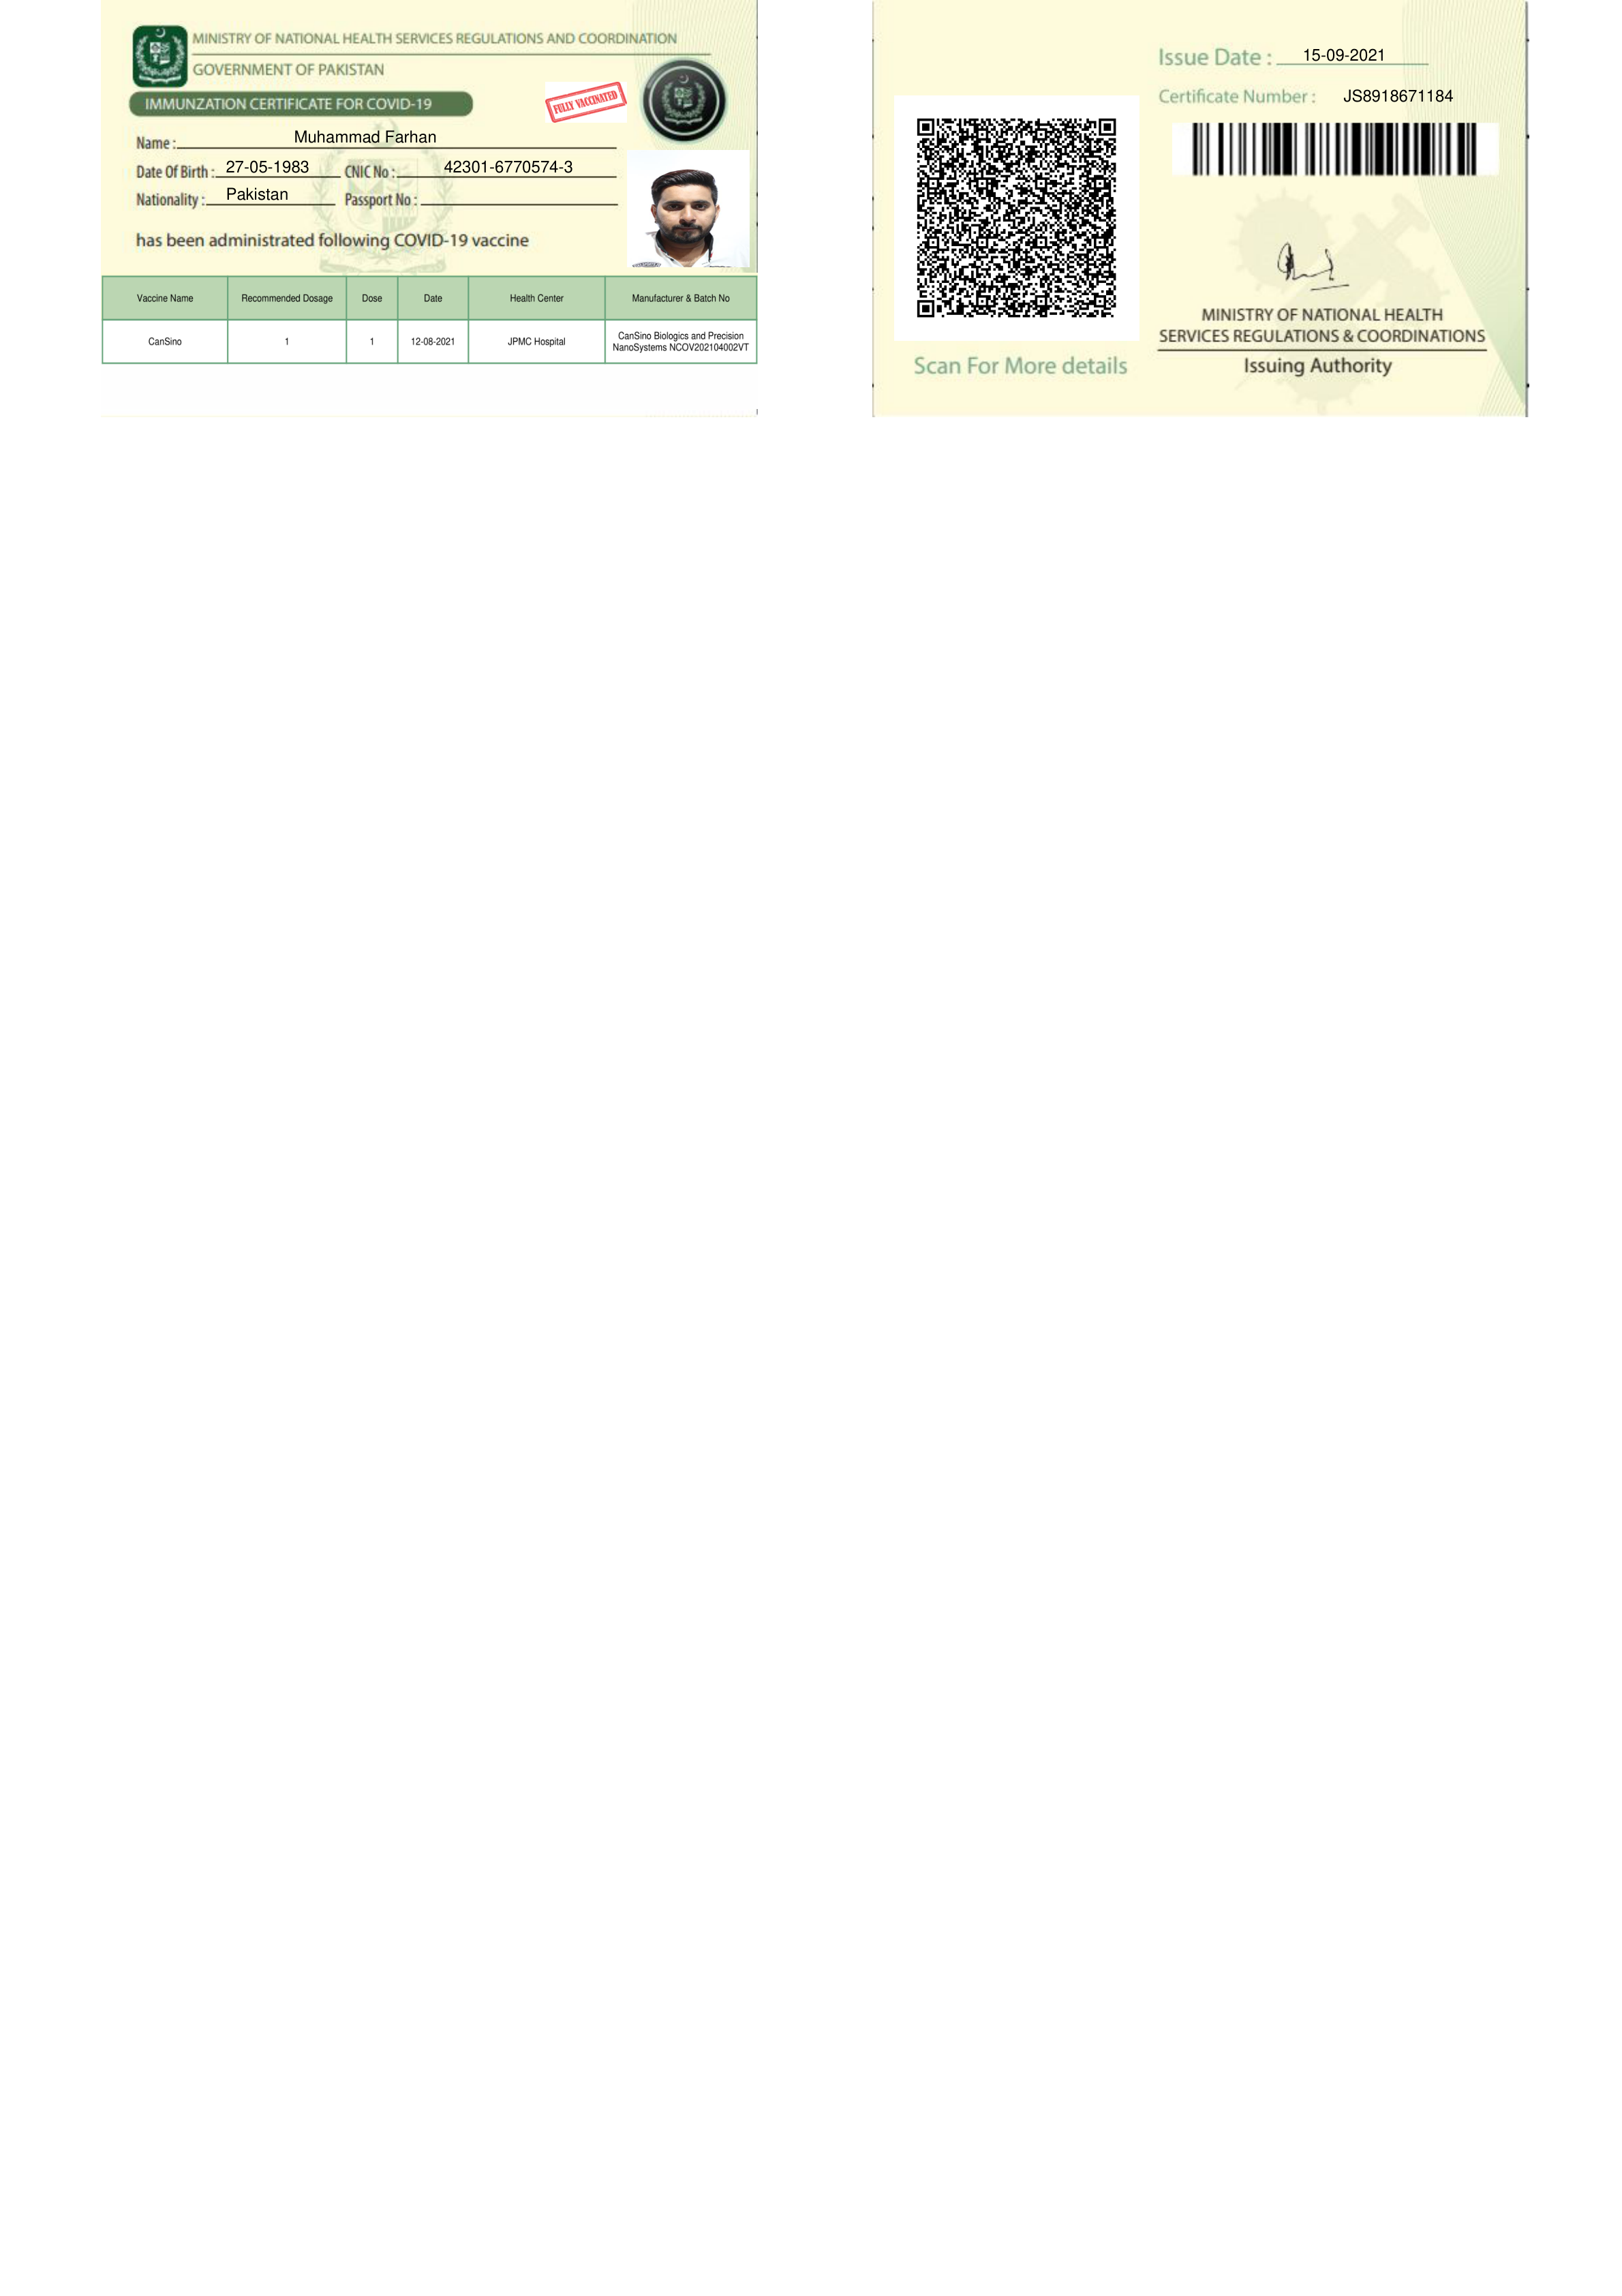 MINISTRY OF NATIONAL HEALTH SERVICES REGULATIONS AND COORDINATION
GOVERNMENT OF PAKISTAN
IMMUNZATION CERTIFICATE FOR COVID-19
FULLY VACCINATED
Name : Muhammad Farhan
Date Of Birth : 27-05-1983 CNIC No : 42301-6770574-3
Nationality : Pakistan Passport No :
has been administrated following COVID-19 vaccine
Vaccine Name Recommended Dosage Dose Date Health Center Manufacturer & Batch No
CanSino 1 1 12-08-2021 JPMC Hospital CanSino Biologics and Precision
NanoSystems NCOV202104002VT
Issue Date : 15-09-2021
Certificate Number : JS8918671184
MINISTRY OF NATIONAL HEALTH
SERVICES REGULATIONS & COORDINATIONS
Issuing Authority
Scan For More details